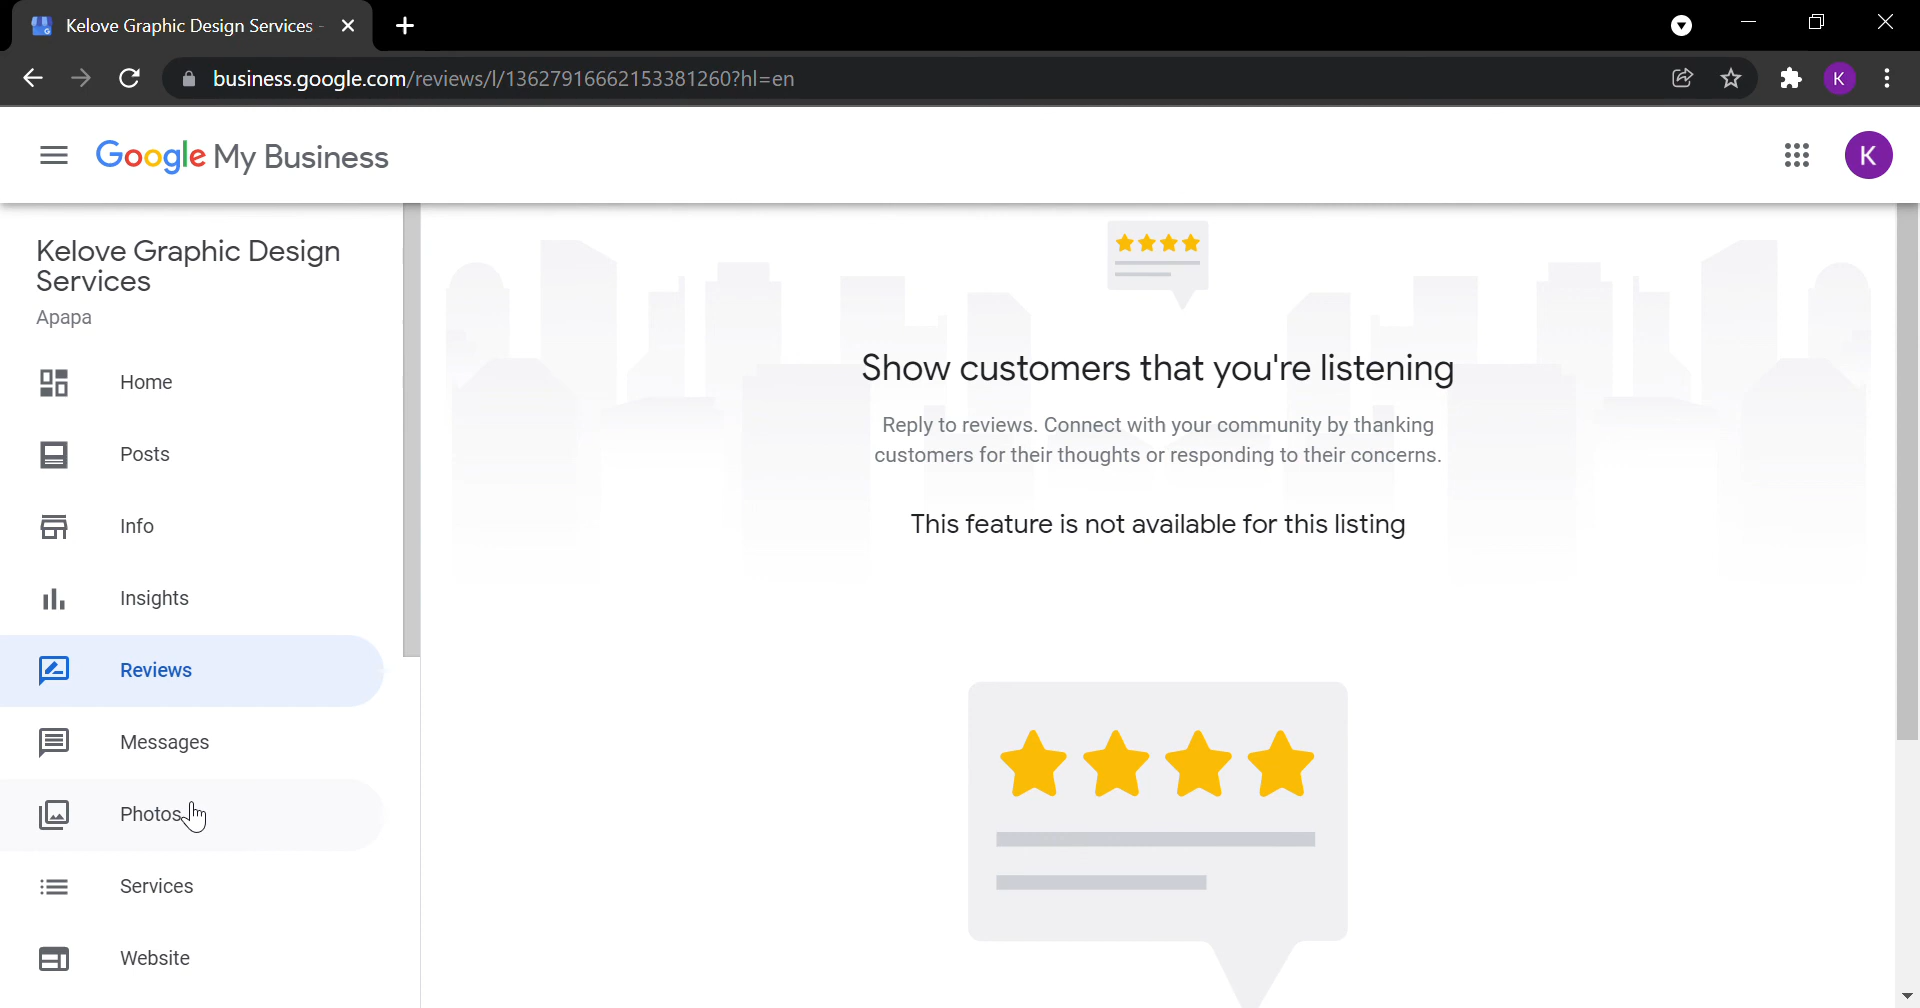 Kelove Graphic Design Services -
business.google.com/reviews/l/13627916662153381260?hl=en
K
Google My Business
K
Kelove Graphic Design
Services
Apapa
Home
Posts
Info
Insights
Reviews
Messages
Photos
Services
Website
Show customers that you're listening
Reply to reviews. Connect with your community by thanking
customers for their thoughts or responding to their concerns.
This feature is not available for this listing